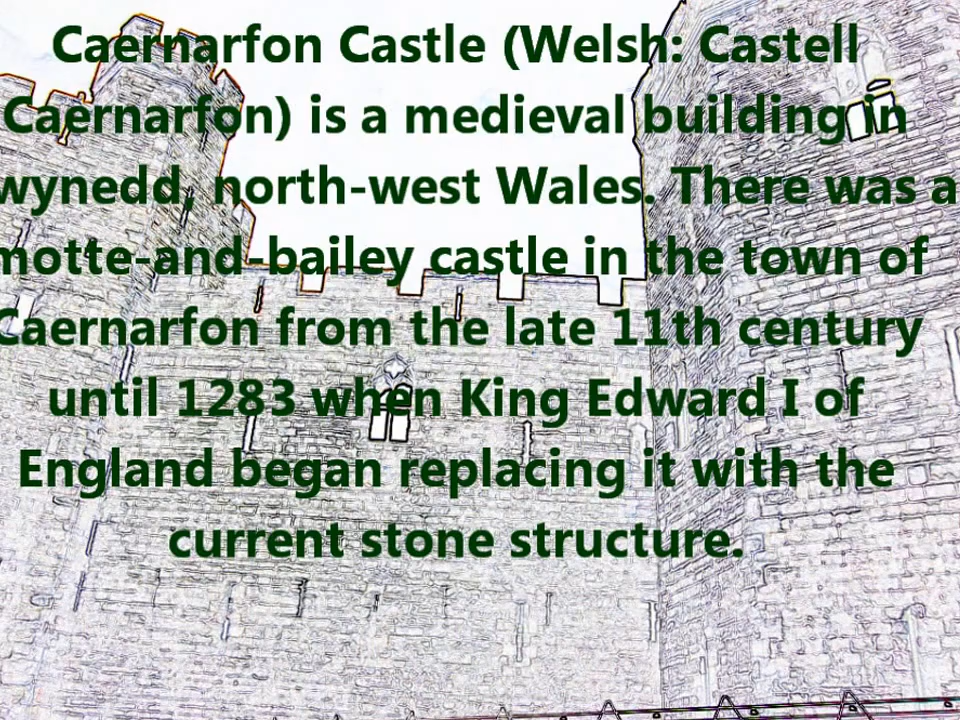 Caernarfon Castle (Welsh: Castell
Caernarfon) is a medieval building in
wynedd, north-west Wales. There was a
motte-and-bailey castle in the town of
Caernarfon from the late 11th century
until 1283 when King Edward I of
England began replacing it with the
current stone structure.